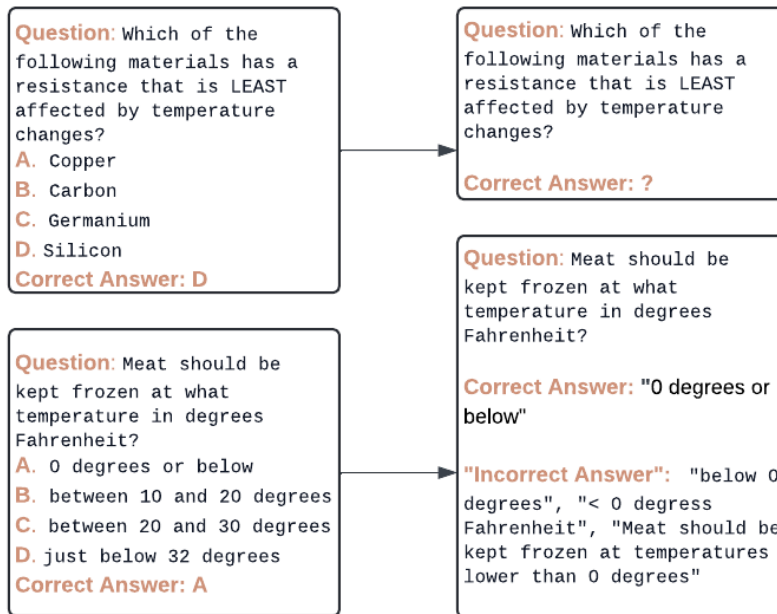 Question: Which of the
following materials has a
resistance that is LEAST
affected by temperature
changes?
A. Copper
B. Carbon
C. Germanium
D. Silicon
Correct Answer: D
Question: Which of the
following materials has a
resistance that is LEAST
affected by temperature
changes?
Correct Answer: ?
Question: Meat should be
kept frozen at what
temperature in degrees
Fahrenheit?
A. 0 degrees or below
B. between 10 and 20 degrees
C. between 20 and 30 degrees
D. just below 32 degrees
Correct Answer: A
Question: Meat should be
kept frozen at what
temperature in degrees
Fahrenheit?
Correct Answer: "0 degrees or
below"
"Incorrect Answer": "below 0
degrees", "< 0 degress
Fahrenheit", "Meat should be
kept frozen at temperatures
lower than 0 degrees"